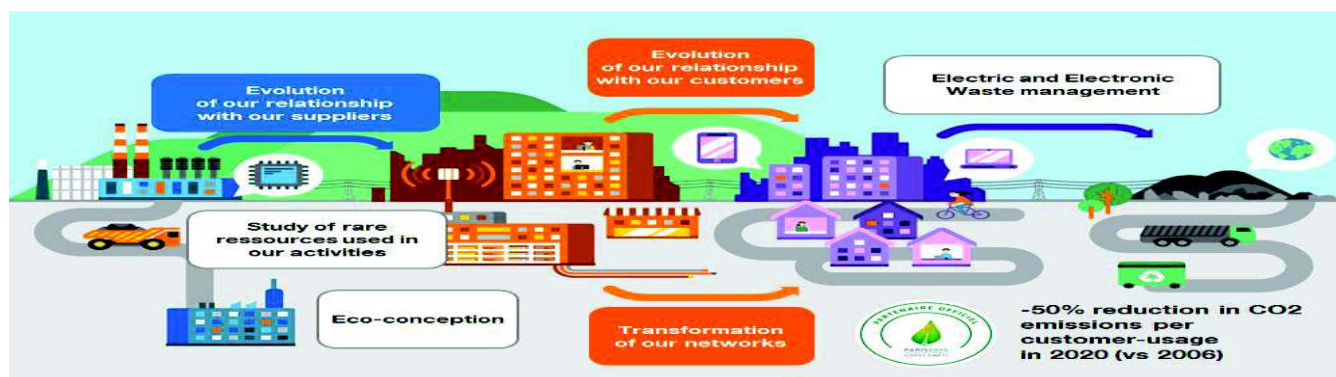 Evolution
of our relationship
with our suppliers
Evolution
of our relationship
with our customers
Electric and Electronic
Waste management
Study of rare
ressources used in
our activities
Eco-conception
Transformation
of our networks
PARTENAIRE OFFICIEL
-50% reduction in CO2
emissions per
customer-usage
in 2020 (vs 2006)